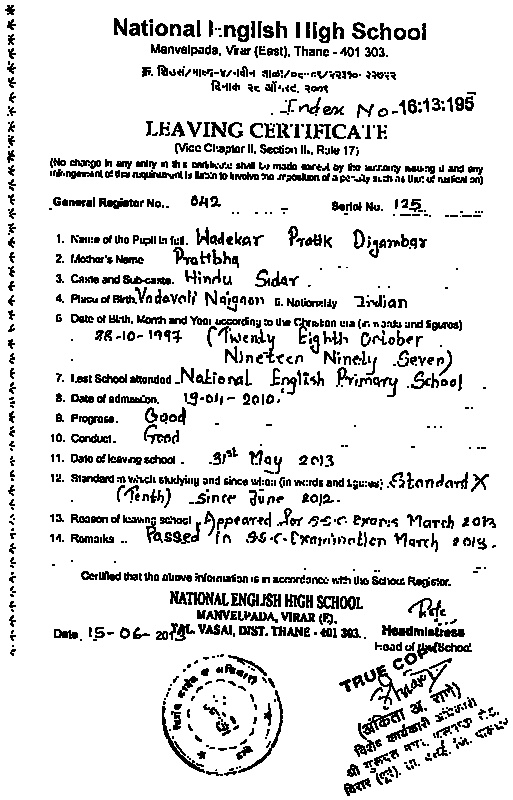 National English High School
Manvelpada, Virar (East), Thane - 401 303.
Index No - 16:13:195
LEAVING CERTIFICATE
(Vice Chapter II, Section II, Rule 17)
(No change in any entry in this certificate shall be made except by the authority issuing it and any
infringement of this requirement is liable to involve the imposition of a penalty such as that of rustication)
General Register No.. 842 Serial No. 125
1. Name of the Pupil in full. Wadekar Pratik Digambar
2. Mother's Name Pratibha
3. Caste and Sub-caste. Hindu Sutar.
4. Place of Birth. Vadavali Naigaon 5. Nationality Indian
6 Date of Birth, Month and Year according to the Christian era (in words and figures)
28-10-1997 (Twenty Eighth October
Nineteen Ninety Seven)
7. Last School attended National English Primary School
8. Date of admission. 19-04-2010.
9. Progress. Good
10. Conduct. Good
11. Date of leaving school. 31st May 2013
12. Standard in which studying and since when (in words and figures) Standard X
(Tenth) Since June 2012.
13. Reason of leaving school Appeared for S.S.C. Exams March 2013
14. Remarks .. Passed in S.S.C. Examination March 2013.
Certified that the above information is in accordance with the School Register.
NATIONAL ENGLISH HIGH SCHOOL
MANVELPADA, VIRAR (E),
Date. 15-06-2013 TAL. VASAI, DIST. THANE - 401 303.
Headmistress
Head of the School
TRUE COPY
(अंकिता अ. राणे)
विशेष कार्यकारी अधिकारी